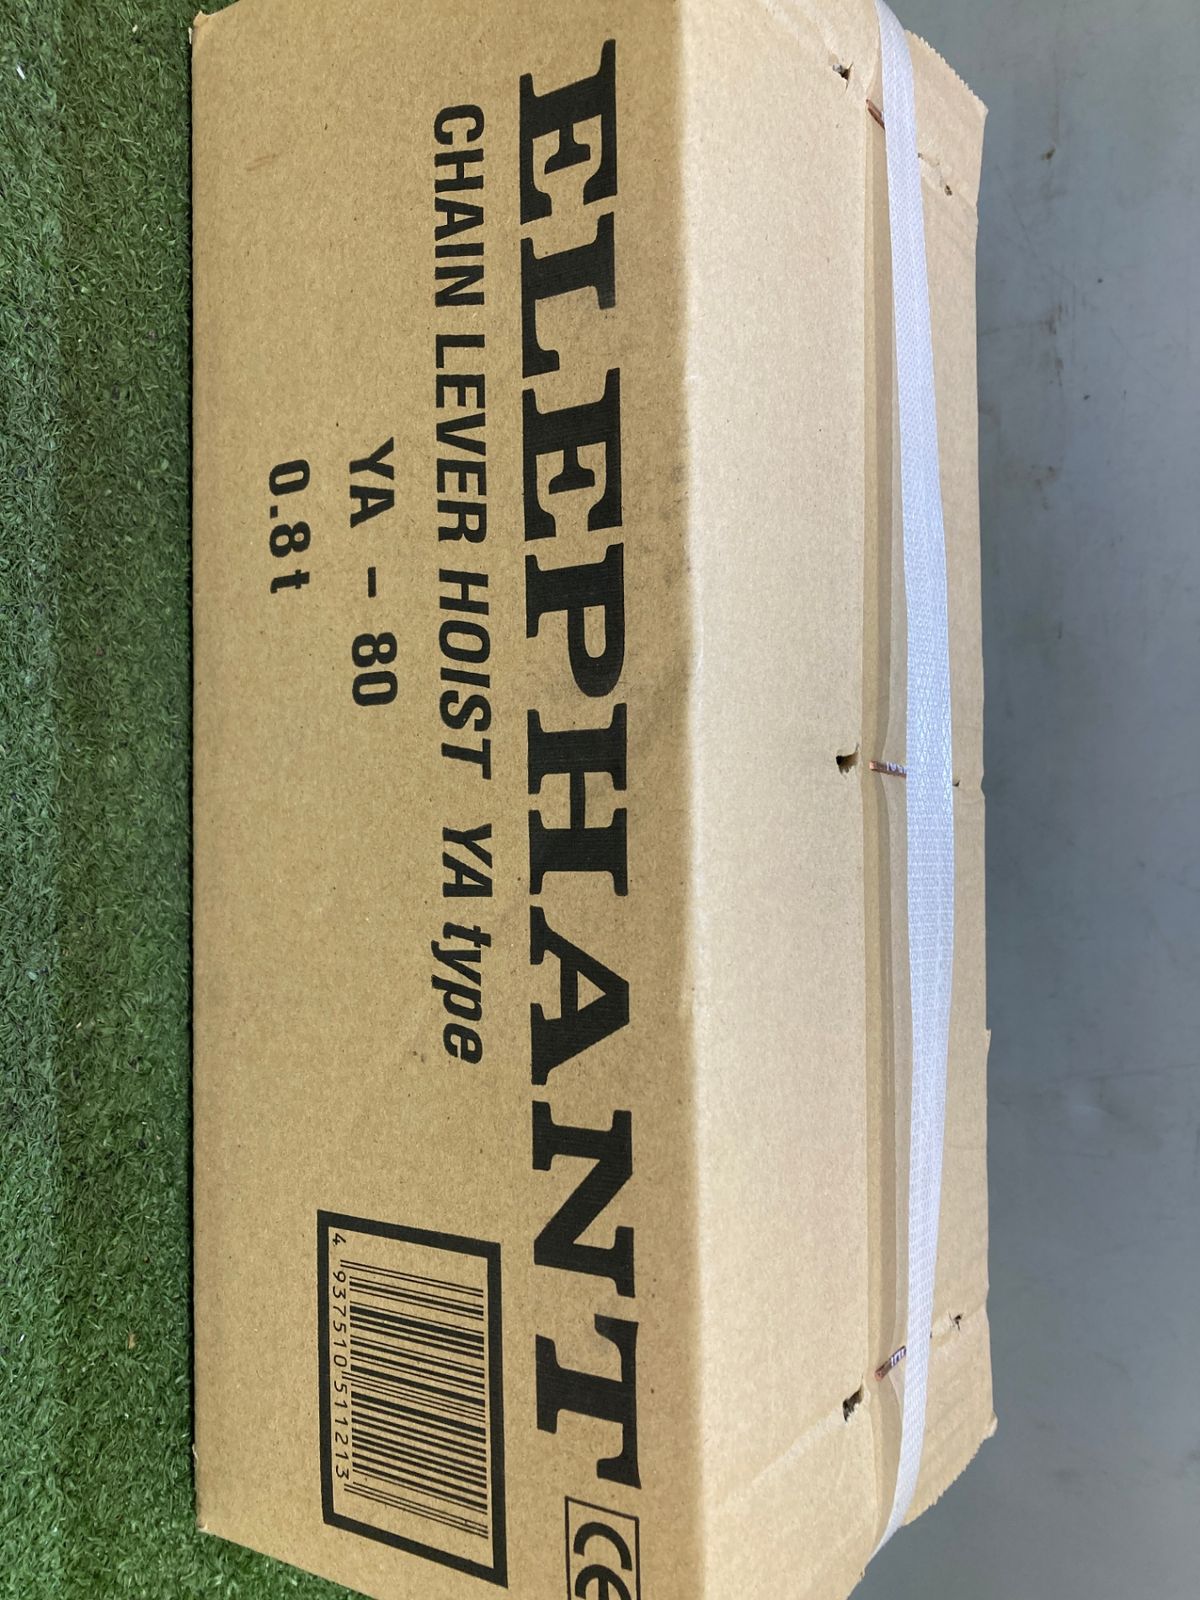 ELEPHANT CE
CHAIN LEVER HOIST YA type
YA - 80
0.8t
4 937510 511213